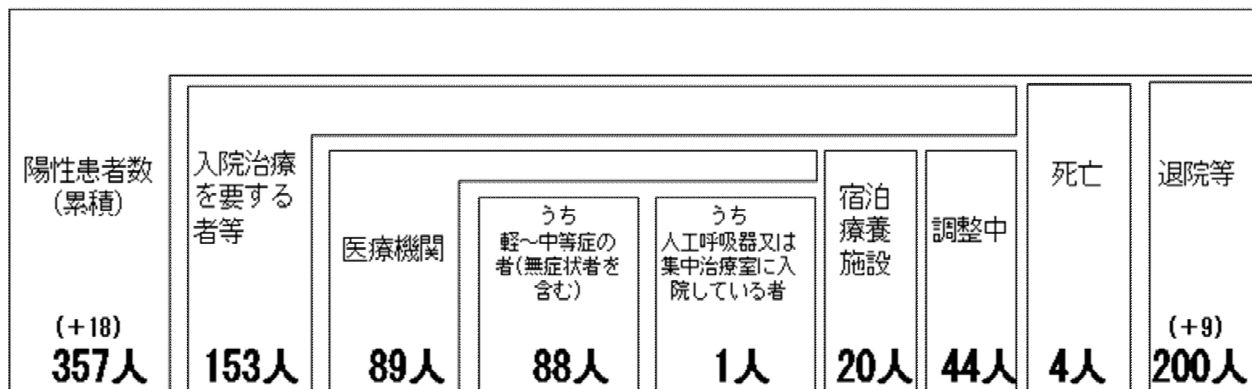 陽性患者数
(累積)
(+18)
357人
入院治療
を要する
者等
153人
医療機関
89人
うち
軽～中等症の
者(無症状者を
含む)
88人
うち
人工呼吸器又は
集中治療室に入
院している者
1人
宿泊
療養
施設
20人
調整中
44人
死亡
4人
退院等
(+9)
200人